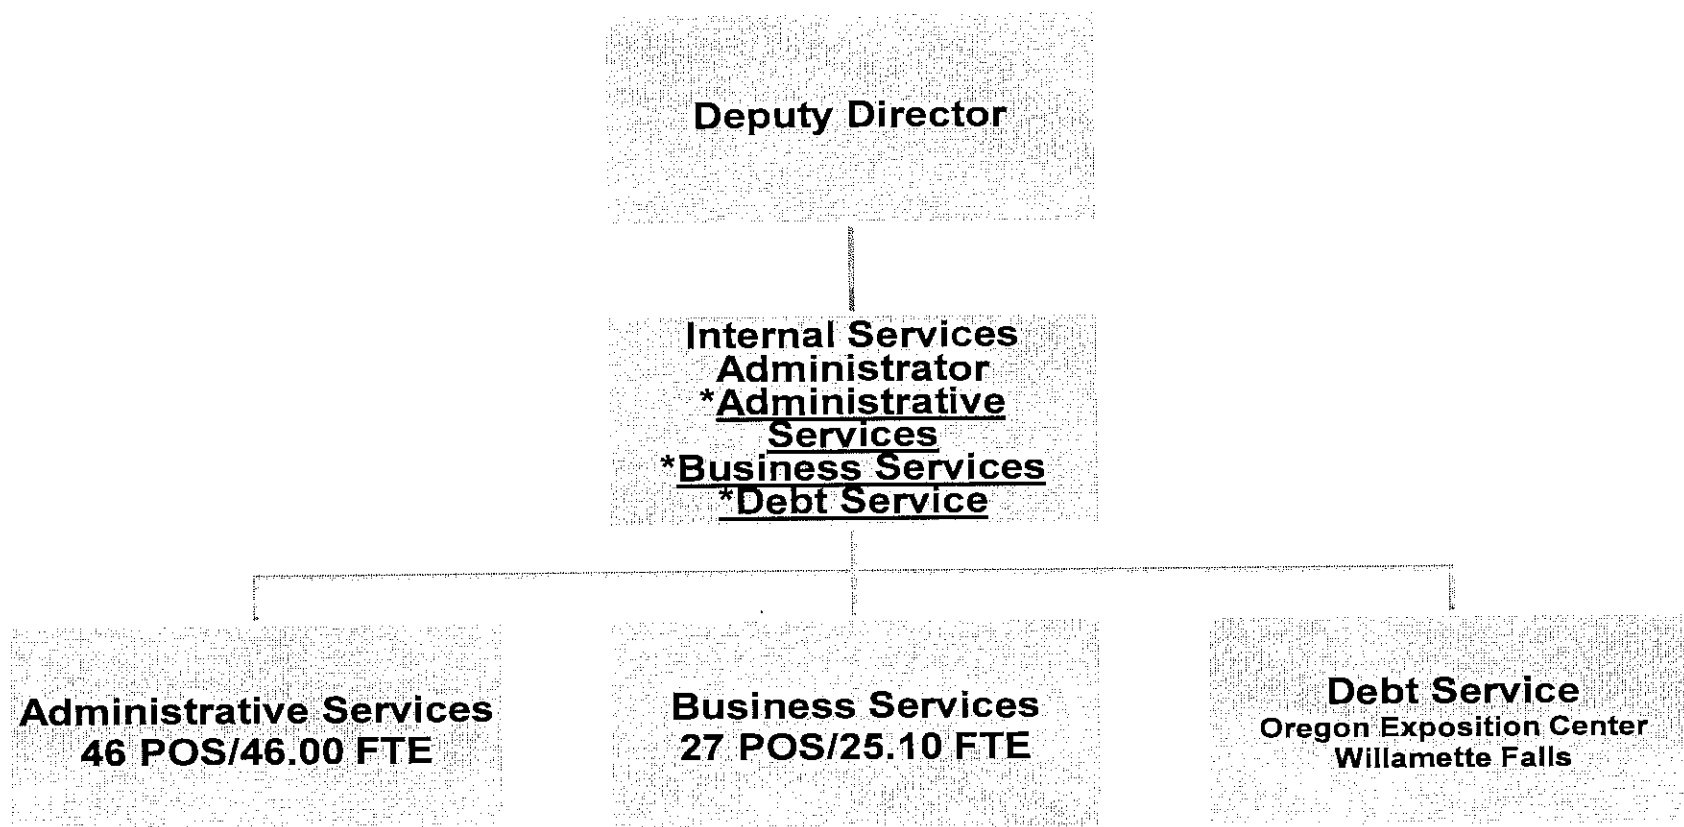 Deputy Director
Internal Services
Administrator
*Administrative
Services
*Business Services
*Debt Service
Administrative Services
46 POS/46.00 FTE
Business Services
27 POS/25.10 FTE
Debt Service
Oregon Exposition Center
Willamette Falls